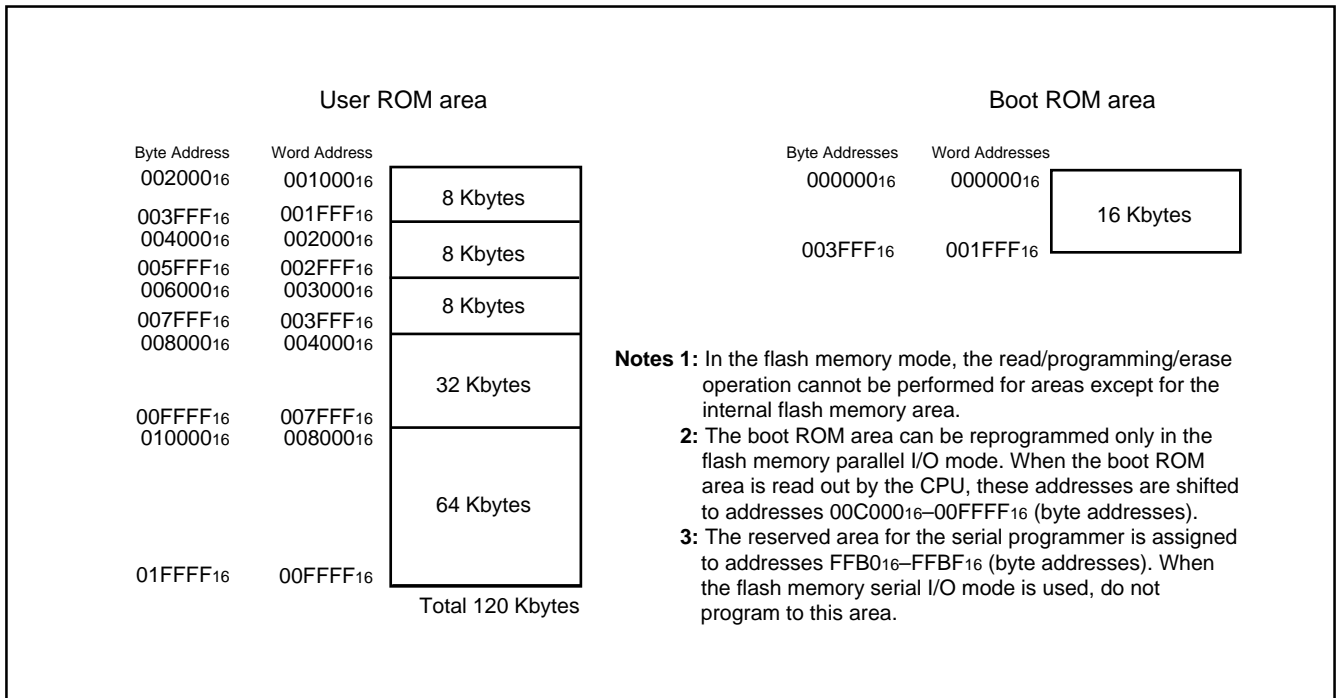 User ROM area
Boot ROM area
Byte Address Word Address
00200016 00100016
8 Kbytes
003FFF16 001FFF16
00400016 00200016
8 Kbytes
005FFF16 002FFF16
00600016 00300016
8 Kbytes
007FFF16 003FFF16
00800016 00400016
32 Kbytes
00FFFF16 007FFF16
01000016 00800016
64 Kbytes
01FFFF16 00FFFF16
Total 120 Kbytes
Byte Addresses Word Addresses
00000016 00000016
16 Kbytes
003FFF16 001FFF16
Notes 1: In the flash memory mode, the read/programming/erase
operation cannot be performed for areas except for the
internal flash memory area.
2: The boot ROM area can be reprogrammed only in the
flash memory parallel I/O mode. When the boot ROM
area is read out by the CPU, these addresses are shifted
to addresses 00C00016–00FFFF16 (byte addresses).
3: The reserved area for the serial programmer is assigned
to addresses FFB016–FFBF16 (byte addresses). When
the flash memory serial I/O mode is used, do not
program to this area.